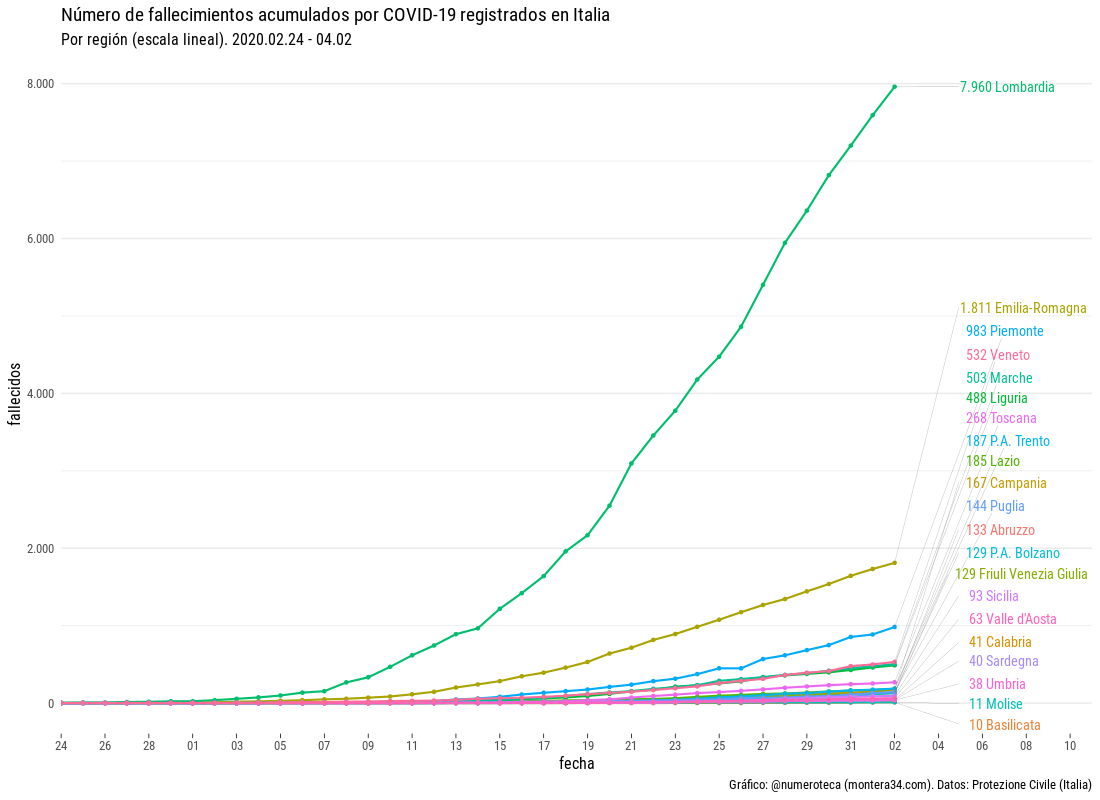 Número de fallecimientos acumulados por COVID-19 registrados en Italia
Por región (escala lineal). 2020.02.24 - 04.02
8.000
6.000
4.000
2.000
0
fallecidos
7.960 Lombardia
1.811 Emilia-Romagna
983 Piemonte
532 Veneto
503 Marche
488 Liguria
268 Toscana
187 P.A. Trento
185 Lazio
167 Campania
144 Puglia
133 Abruzzo
129 P.A. Bolzano
129 Friuli Venezia Giulia
93 Sicilia
63 Valle d'Aosta
41 Calabria
40 Sardegna
38 Umbria
11 Molise
10 Basilicata
24 26 28 01 03 05 07 09 11 13 15 17 19 21 23 25 27 29 31 02 04 06 08 10
fecha
Gráfico: @numeroteca (montera34.com). Datos: Protezione Civile (Italia)